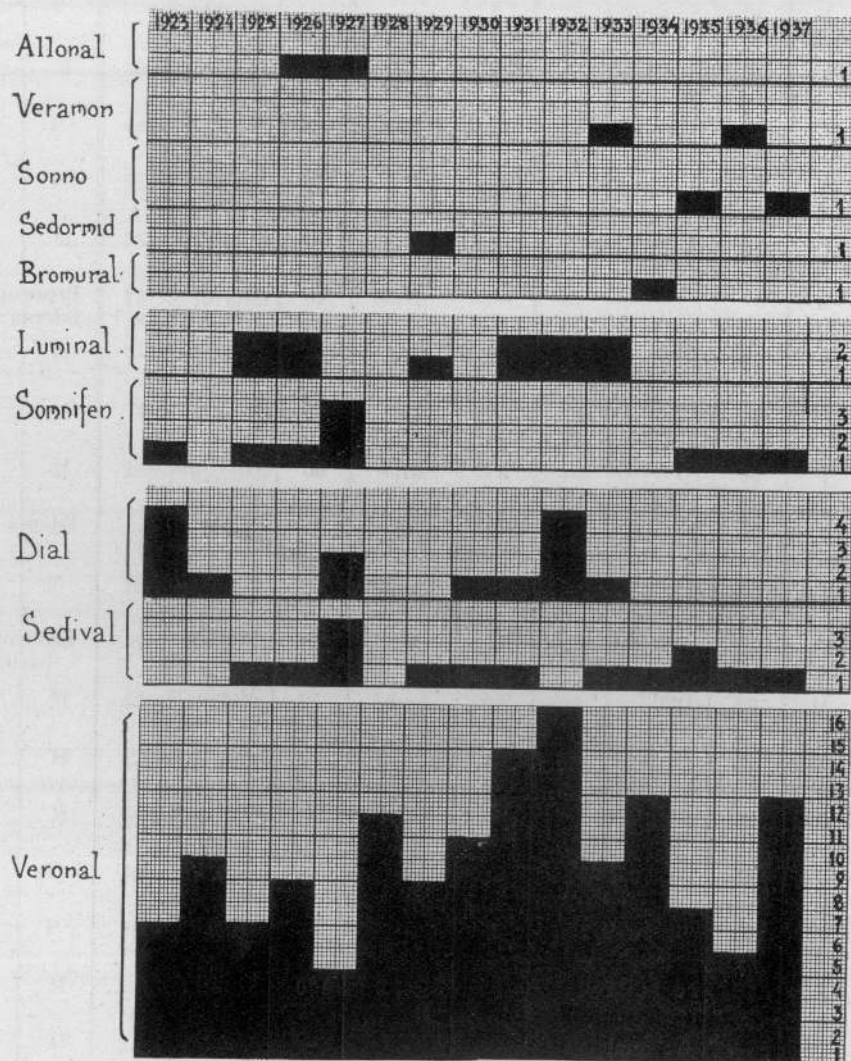 1923 1924 1925 1926 1927 1928 1929 1930 1931 1932 1933 1934 1935 1936 1937
Allonal 1
Veramon 1
Sonno 1
Sedormid 1
Bromural 1
Luminal 2
1
Somnifen 3
2
1
Dial 4
3
2
1
Sedival 3
2
1
16
15
14
13
12
11
Veronal 10
9
8
7
6
5
4
3
2
1